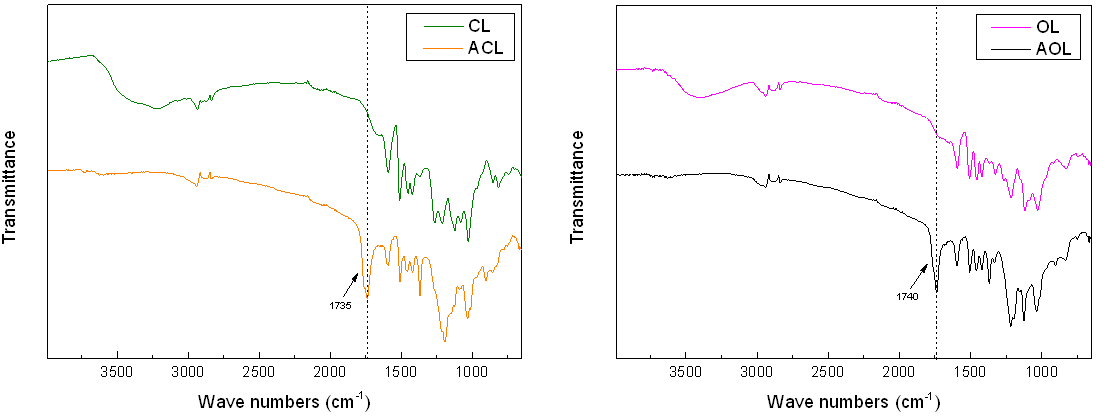 CL
ACL
1735
Transmittance
3500 3000 2500 2000 1500 1000
Wave numbers (cm-1)
OL
AOL
1740
Transmittance
3500 3000 2500 2000 1500 1000
Wave numbers (cm-1)